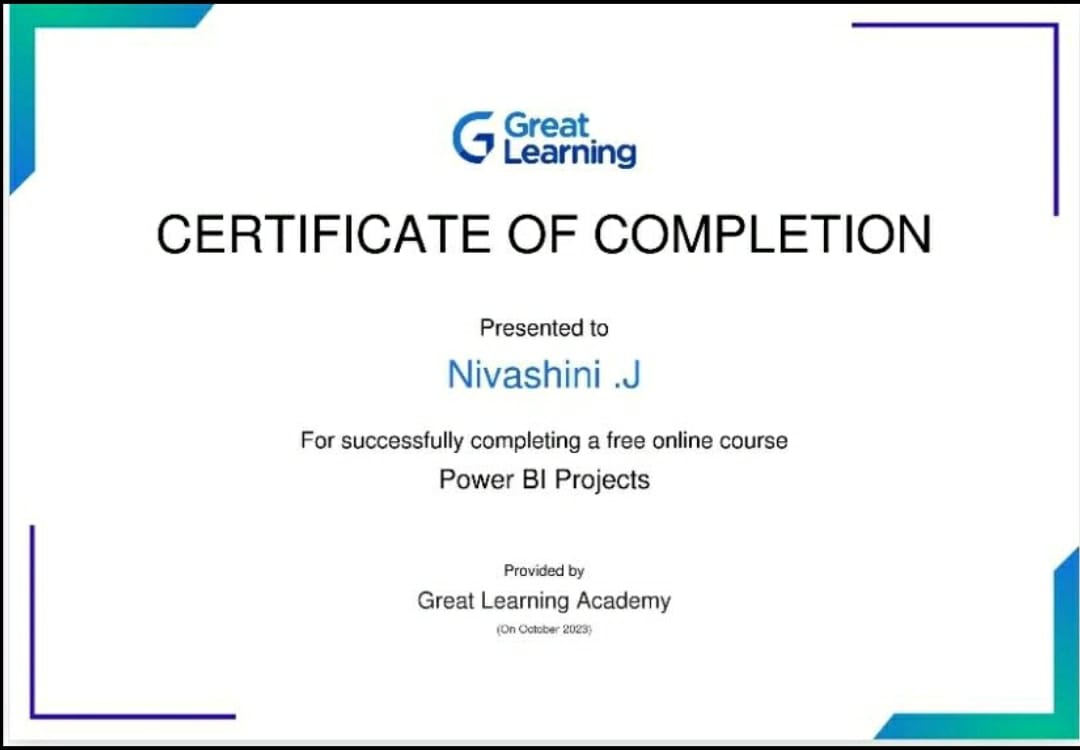 Great
Learning
CERTIFICATE OF COMPLETION
Presented to
Nivashini .J
For successfully completing a free online course
Power BI Projects
Provided by
Great Learning Academy
(On October 2023)